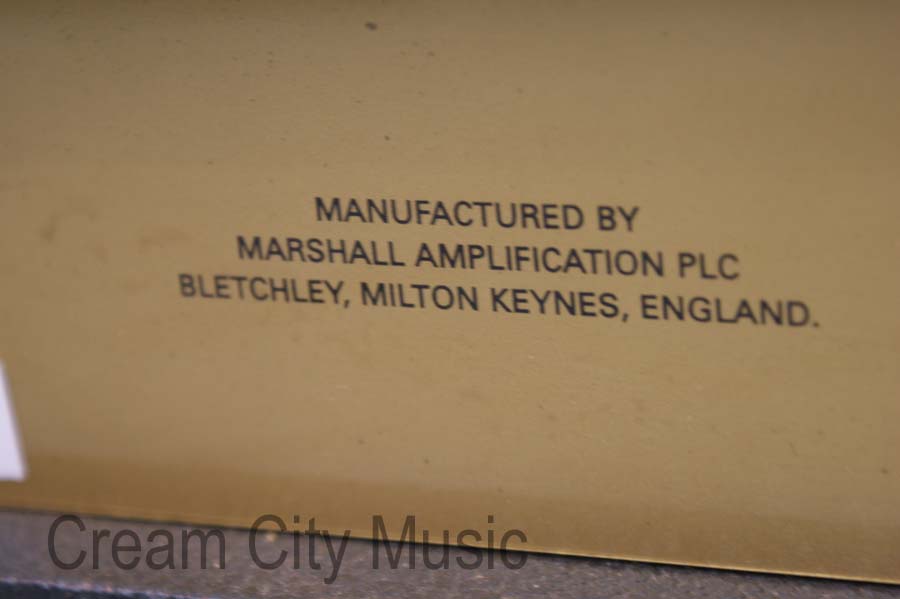 MANUFACTURED BY
MARSHALL AMPLIFICATION PLC
BLETCHLEY, MILTON KEYNES, ENGLAND.
Cream City Music